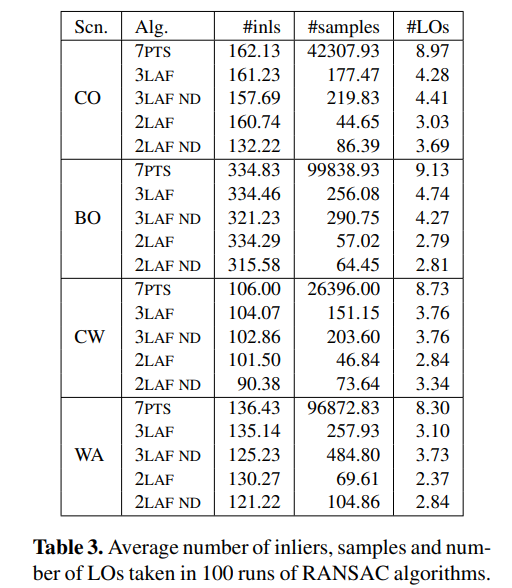 Scn. Alg. #inls #samples #LOs
7PTS 162.13 42307.93 8.97
3LAF 161.23 177.47 4.28
CO 3LAF ND 157.69 219.83 4.41
2LAF 160.74 44.65 3.03
2LAF ND 132.22 86.39 3.69
7PTS 334.83 99838.93 9.13
3LAF 334.46 256.08 4.74
BO 3LAF ND 321.23 290.75 4.27
2LAF 334.29 57.02 2.79
2LAF ND 315.58 64.45 2.81
7PTS 106.00 26396.00 8.73
3LAF 104.07 151.15 3.76
CW 3LAF ND 102.86 203.60 3.76
2LAF 101.50 46.84 2.84
2LAF ND 90.38 73.64 3.34
7PTS 136.43 96872.83 8.30
3LAF 135.14 257.93 3.10
WA 3LAF ND 125.23 484.80 3.73
2LAF 130.27 69.61 2.37
2LAF ND 121.22 104.86 2.84
Table 3. Average number of inliers, samples and num-
ber of LOs taken in 100 runs of RANSAC algorithms.